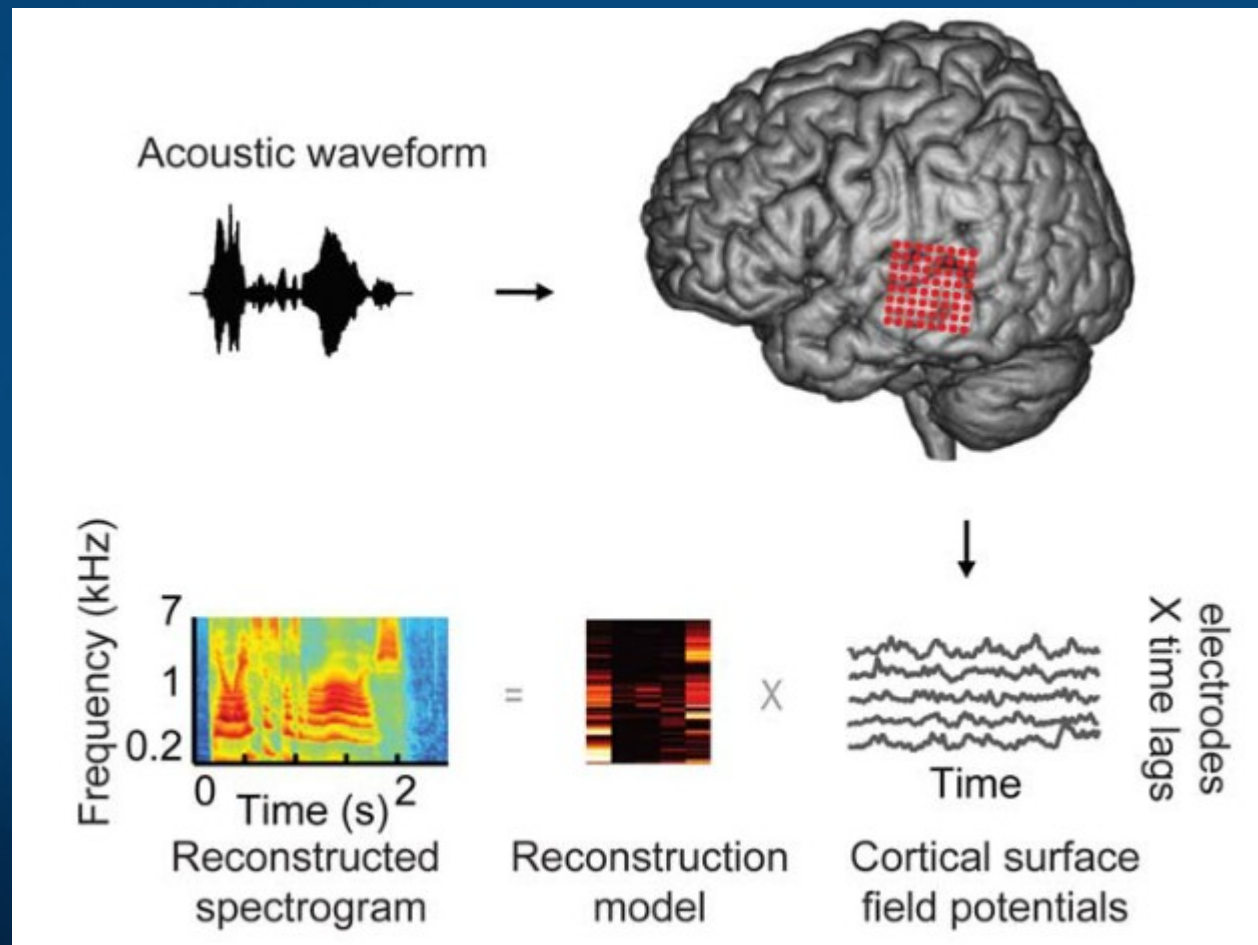 Acoustic waveform
Frequency (kHz)
7
1
0.2
0
2
Time (s)
Reconstructed
spectrogram
=
Reconstruction
model
X
Time
Cortical surface
field potentials
electrodes
X time lags